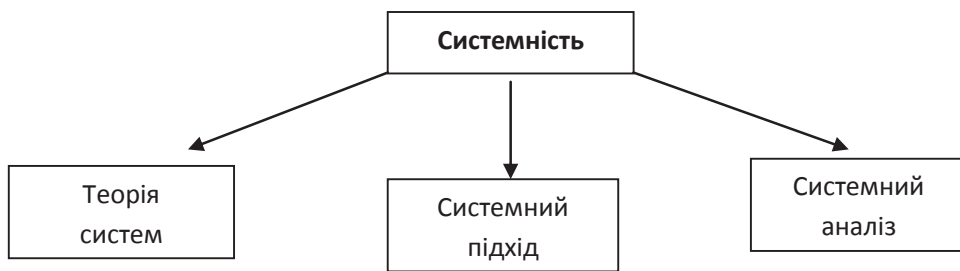 Системність
Теорія
систем
Системний
підхід
Системний
аналіз